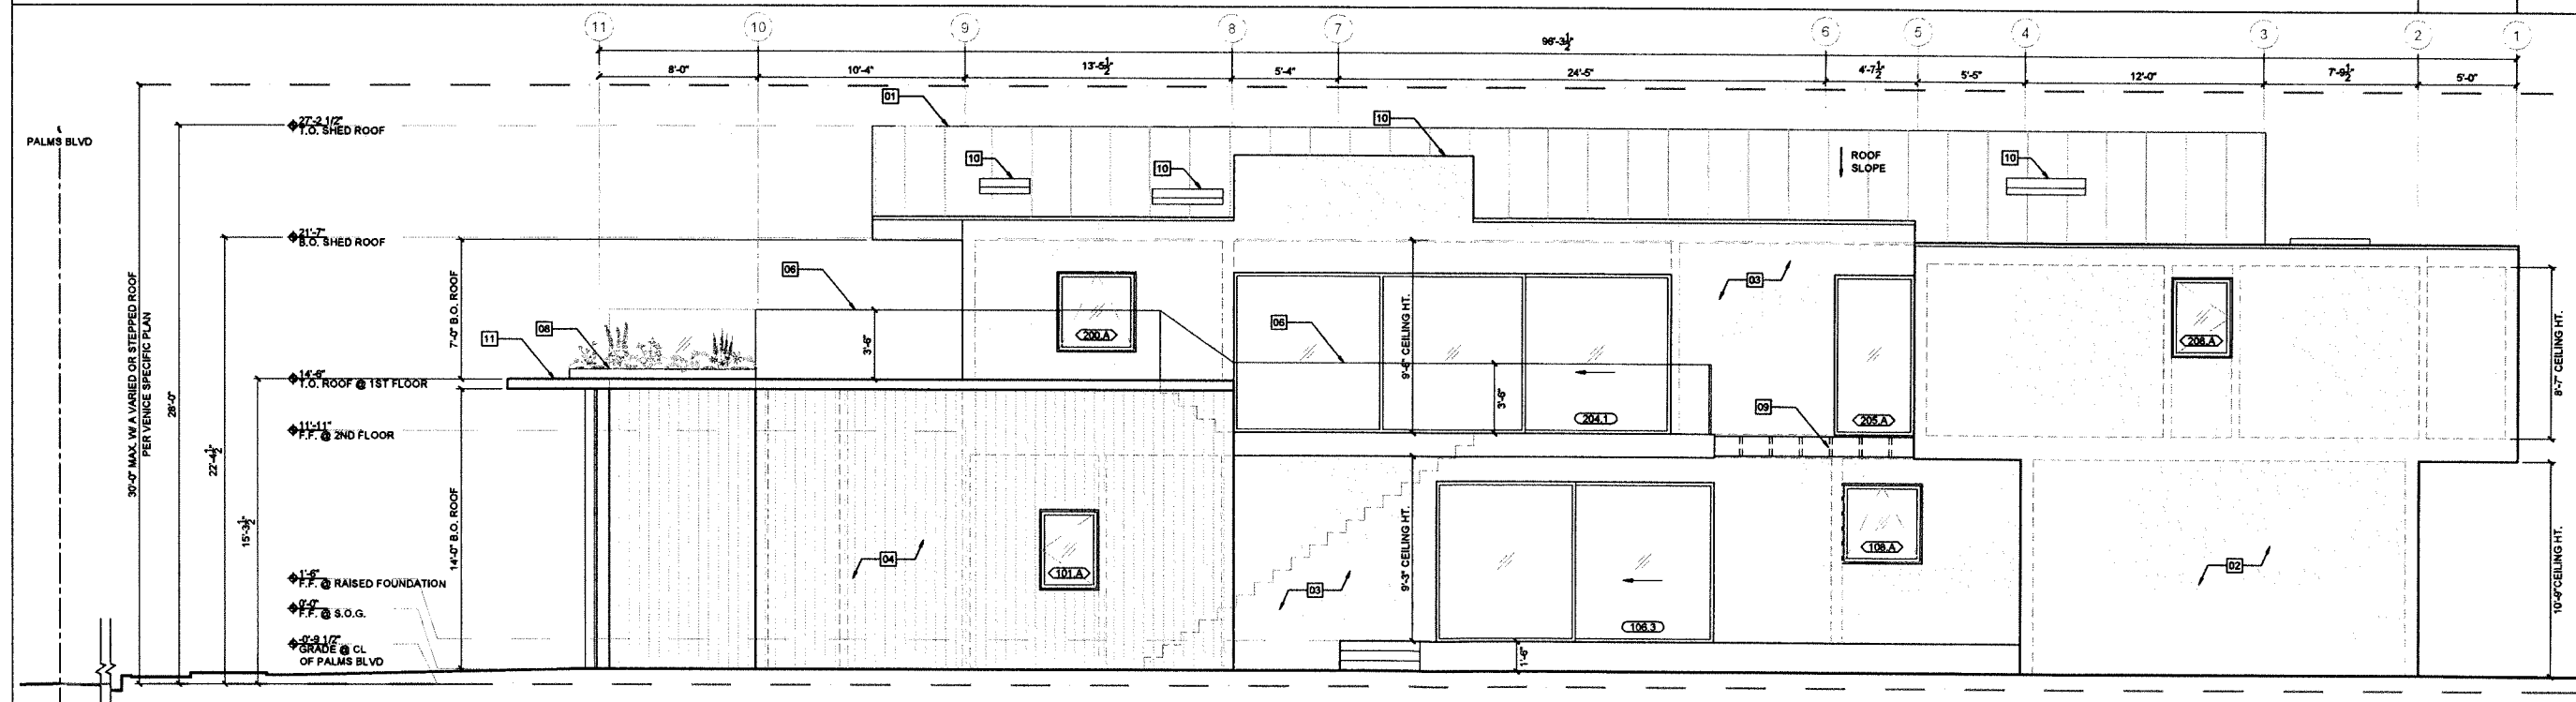 11
10
9
8
7
6
5
4
3
2
1
96'-3½"
8'-0"
10'-4"
13'-5½"
5'-4"
24'-5"
4'-7½"
5'-5"
12'-0"
7'-9½"
5'-0"
PALMS BLVD
30'-0" MAX. W/ A VARIED OR STEPPED ROOF
PER VENICE SPECIFIC PLAN
28'-0"
22'-4½"
15'-3½"
27'-2 1/2"
T.O. SHED ROOF
21'-7"
B.O. SHED ROOF
14'-6"
T.O. ROOF @ 1ST FLOOR
11'-11"
F.F. @ 2ND FLOOR
1'-6"
F.F. @ RAISED FOUNDATION
0'-0"
F.F. @ S.O.G.
-0'-9 1/2"
GRADE @ CL
OF PALMS BLVD
7'-0" B.O. ROOF
14'-0" B.O. ROOF
01
10
10
10
10
ROOF
SLOPE
06
08
11
3'-6"
200.A
06
9'-6" CEILING HT.
3'-6"
204.1
03
09
205.A
208.A
8'-7" CEILING HT.
04
101.A
03
9'-3" CEILING HT.
106.3
1'-6"
108.A
02
10'-9" CEILING HT.